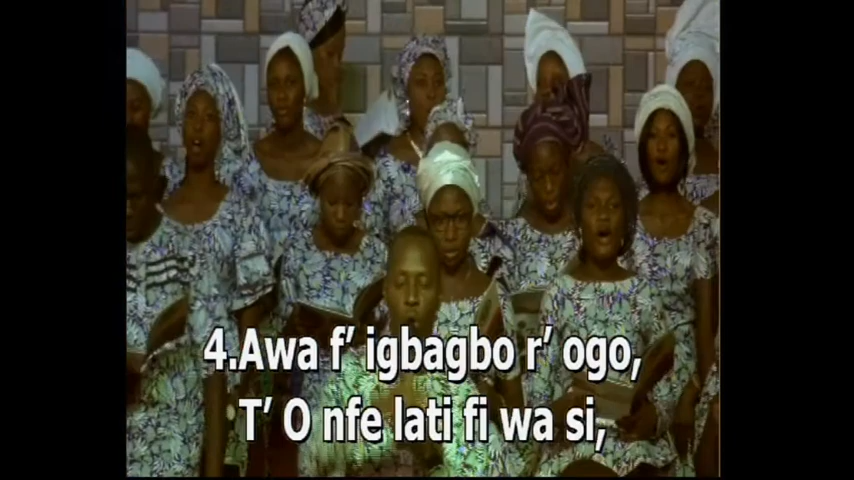 4.Awa f’ igbagbo r’ ogo,
T’ O nfe lati fi wa si,